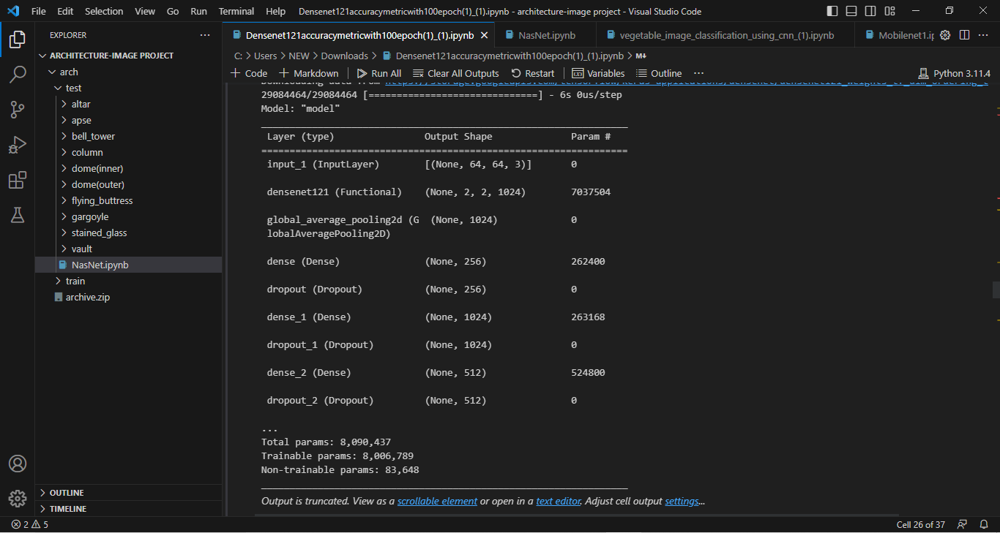 File Edit Selection View Go Run Terminal Help Densenet121accuracymetricwith100epoch(1)_(1).ipynb - architecture-image project - Visual Studio Code
EXPLORER
ARCHITECTURE-IMAGE PROJECT
arch
test
altar
apse
bell_tower
column
dome(inner)
dome(outer)
flying_buttress
gargoyle
stained_glass
vault
NasNet.ipynb
train
archive.zip
OUTLINE
TIMELINE
Densenet121accuracymetricwith100epoch(1)_(1).ipynb NasNet.ipynb vegetable_image_classification_using_cnn_(1).ipynb Mobilenet1.ip
C: > Users > NEW > Downloads > Densenet121accuracymetricwith100epoch(1)_(1).ipynb > M↓
+ Code + Markdown Run All Clear All Outputs Restart Variables Outline ... Python 3.11.4
29084464/29084464 [==============================] - 6s 0us/step
Model: "model"
_________________________________________________________________
Layer (type) Output Shape Param #
=================================================================
input_1 (InputLayer) [(None, 64, 64, 3)] 0
densenet121 (Functional) (None, 2, 2, 1024) 7037504
global_average_pooling2d (G (None, 1024) 0
lobalAveragePooling2D)
dense (Dense) (None, 256) 262400
dropout (Dropout) (None, 256) 0
dense_1 (Dense) (None, 1024) 263168
dropout_1 (Dropout) (None, 1024) 0
dense_2 (Dense) (None, 512) 524800
dropout_2 (Dropout) (None, 512) 0
...
Total params: 8,090,437
Trainable params: 8,006,789
Non-trainable params: 83,648
_________________________________________________________________
Output is truncated. View as a scrollable element or open in a text editor. Adjust cell output settings...
2 5 Cell 26 of 37